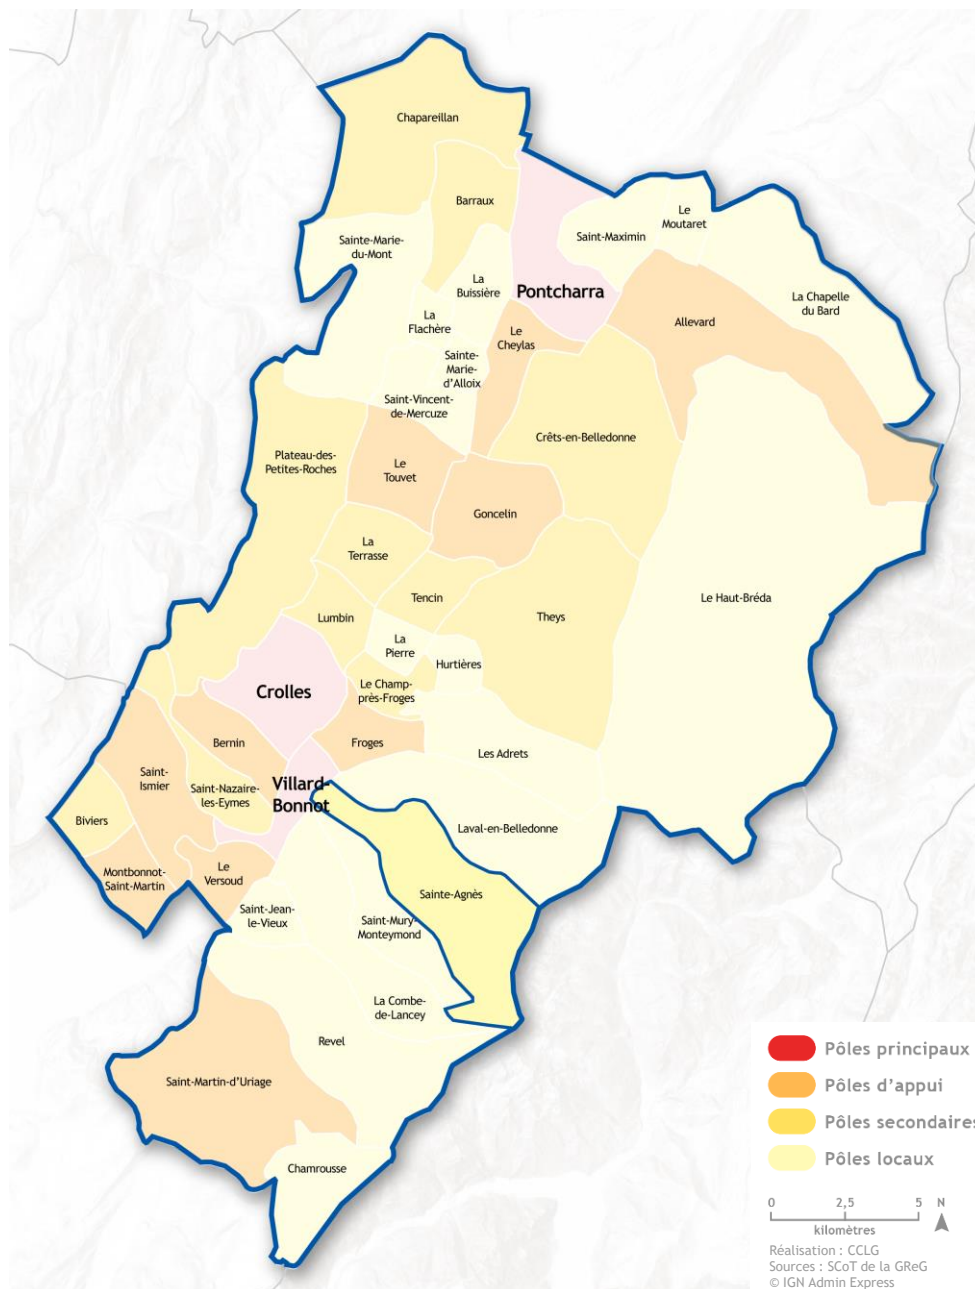 Chapareillan
Barraux
Le
Moutaret
Saint-Maximin
Sainte-Marie-
du-Mont
La
Buissière
Pontcharra
La Chapelle
du Bard
La
Flachère
Le
Cheylas
Allevard
Sainte-
Marie-
d'Alloix
Saint-Vincent-
de-Mercuze
Crêts-en-Belledonne
Plateau-des-
Petites-Roches
Le
Touvet
Goncelin
La
Terrasse
Tencin
Le Haut-Bréda
Lumbin
Theys
La
Pierre
Hurtières
Crolles
Le Champ-
près-Froges
Bernin
Froges
Les Adrets
Saint-
Ismier
Saint-Nazaire-
les-Eymes
Villard-
Bonnot
Biviers
Laval-en-Belledonne
Montbonnot-
Saint-Martin
Le
Versoud
Sainte-Agnès
Saint-Jean-
le-Vieux
Saint-Mury-
Monteymond
La Combe-
de-Lancey
Revel
Saint-Martin-d'Uriage
Chamrousse
Pôles principaux
Pôles d'appui
Pôles secondaires
Pôles locaux
0 2,5 5 N
kilomètres
Réalisation : CCLG
Sources : SCoT de la GReG
© IGN Admin Express